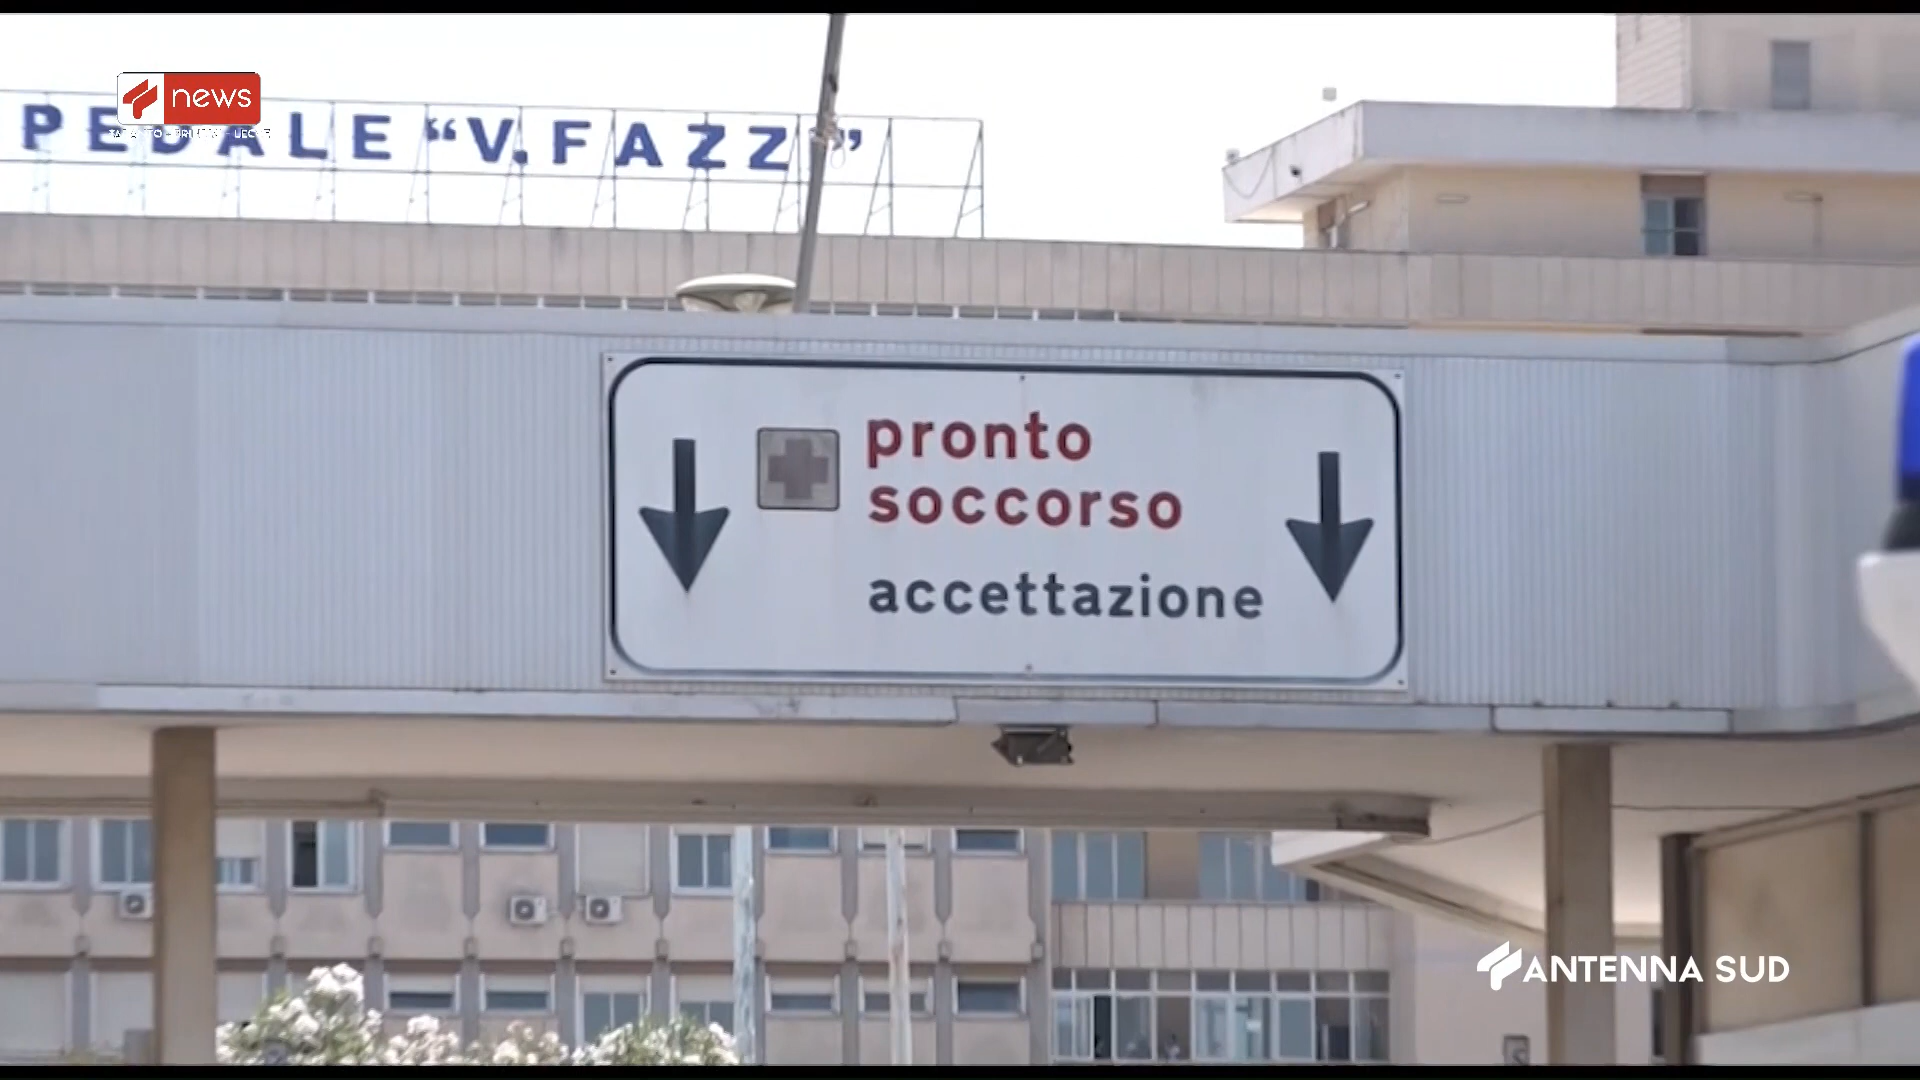 news
PEDALE "V. FAZZ "
pronto
soccorso
accettazione
ANTENNA SUD